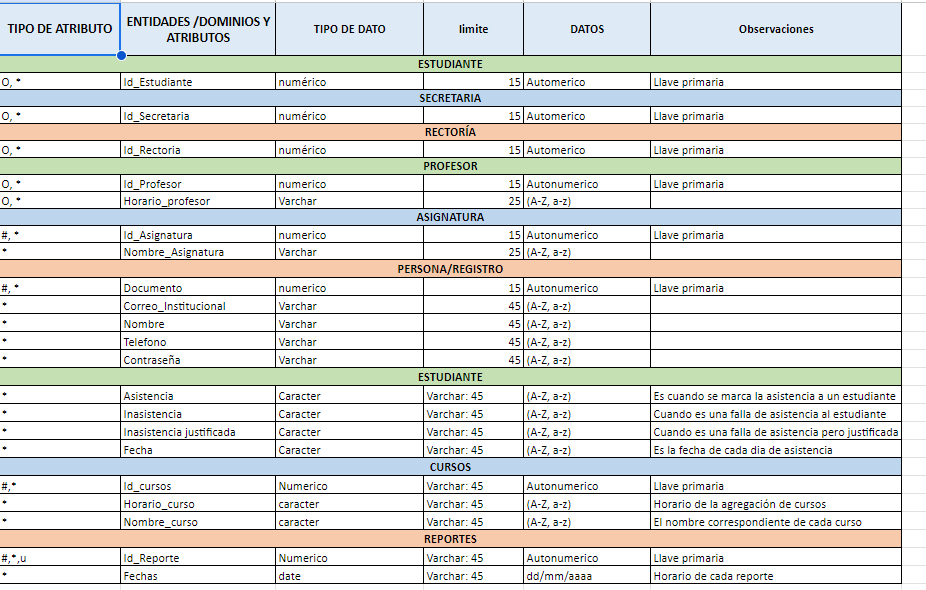 TIPO DE ATRIBUTO ENTIDADES /DOMINIOS Y ATRIBUTOS TIPO DE DATO limite DATOS Observaciones
ESTUDIANTE
O, * Id_Estudiante numérico 15 Automerico Llave primaria
SECRETARIA
O, * Id_Secretaria numérico 15 Automerico Llave primaria
RECTORÍA
O, * Id_Rectoria numérico 15 Automerico Llave primaria
PROFESOR
O, * Id_Profesor numerico 15 Autonumerico Llave primaria
O, * Horario_profesor Varchar 25 (A-Z, a-z)
ASIGNATURA
#, * Id_Asignatura numerico 15 Autonumerico Llave primaria
* Nombre_Asignatura Varchar 25 (A-Z, a-z)
PERSONA/REGISTRO
#, * Documento numerico 15 Autonumerico Llave primaria
* Correo_Institucional Varchar 45 (A-Z, a-z)
* Nombre Varchar 45 (A-Z, a-z)
* Telefono Varchar 45 (A-Z, a-z)
* Contraseña Varchar 45 (A-Z, a-z)
ESTUDIANTE
* Asistencia Caracter Varchar: 45 (A-Z, a-z) Es cuando se marca la asistencia a un estudiante
* Inasistencia Caracter Varchar: 45 (A-Z, a-z) Cuando es una falla de asistencia al estudiante
* Inasistencia justificada Caracter Varchar: 45 (A-Z, a-z) Cuando es una falla de asistencia pero justificada
* Fecha Caracter Varchar: 45 (A-Z, a-z) Es la fecha de cada dia de asistencia
CURSOS
#,* Id_cursos Numerico Varchar: 45 Autonumerico Llave primaria
* Horario_curso caracter Varchar: 45 (A-Z, a-z) Horario de la agregación de cursos
* Nombre_curso caracter Varchar: 45 (A-Z, a-z) El nombre correspondiente de cada curso
REPORTES
#,*,u Id_Reporte Numerico Varchar: 45 Autonumerico Llave primaria
* Fechas date Varchar: 45 dd/mm/aaaa Horario de cada reporte